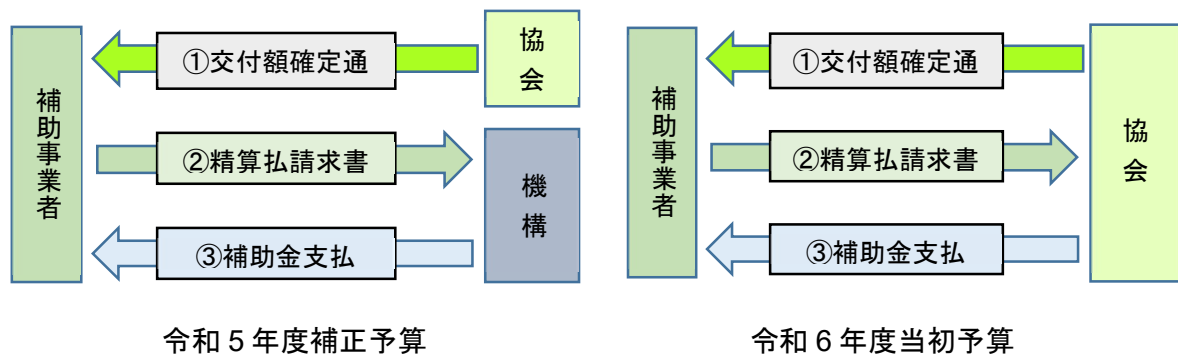 補助事業者
①交付額確定通
②精算払請求書
③補助金支払
協会
機構
令和５年度補正予算
補助事業者
①交付額確定通
②精算払請求書
③補助金支払
協会
令和６年度当初予算